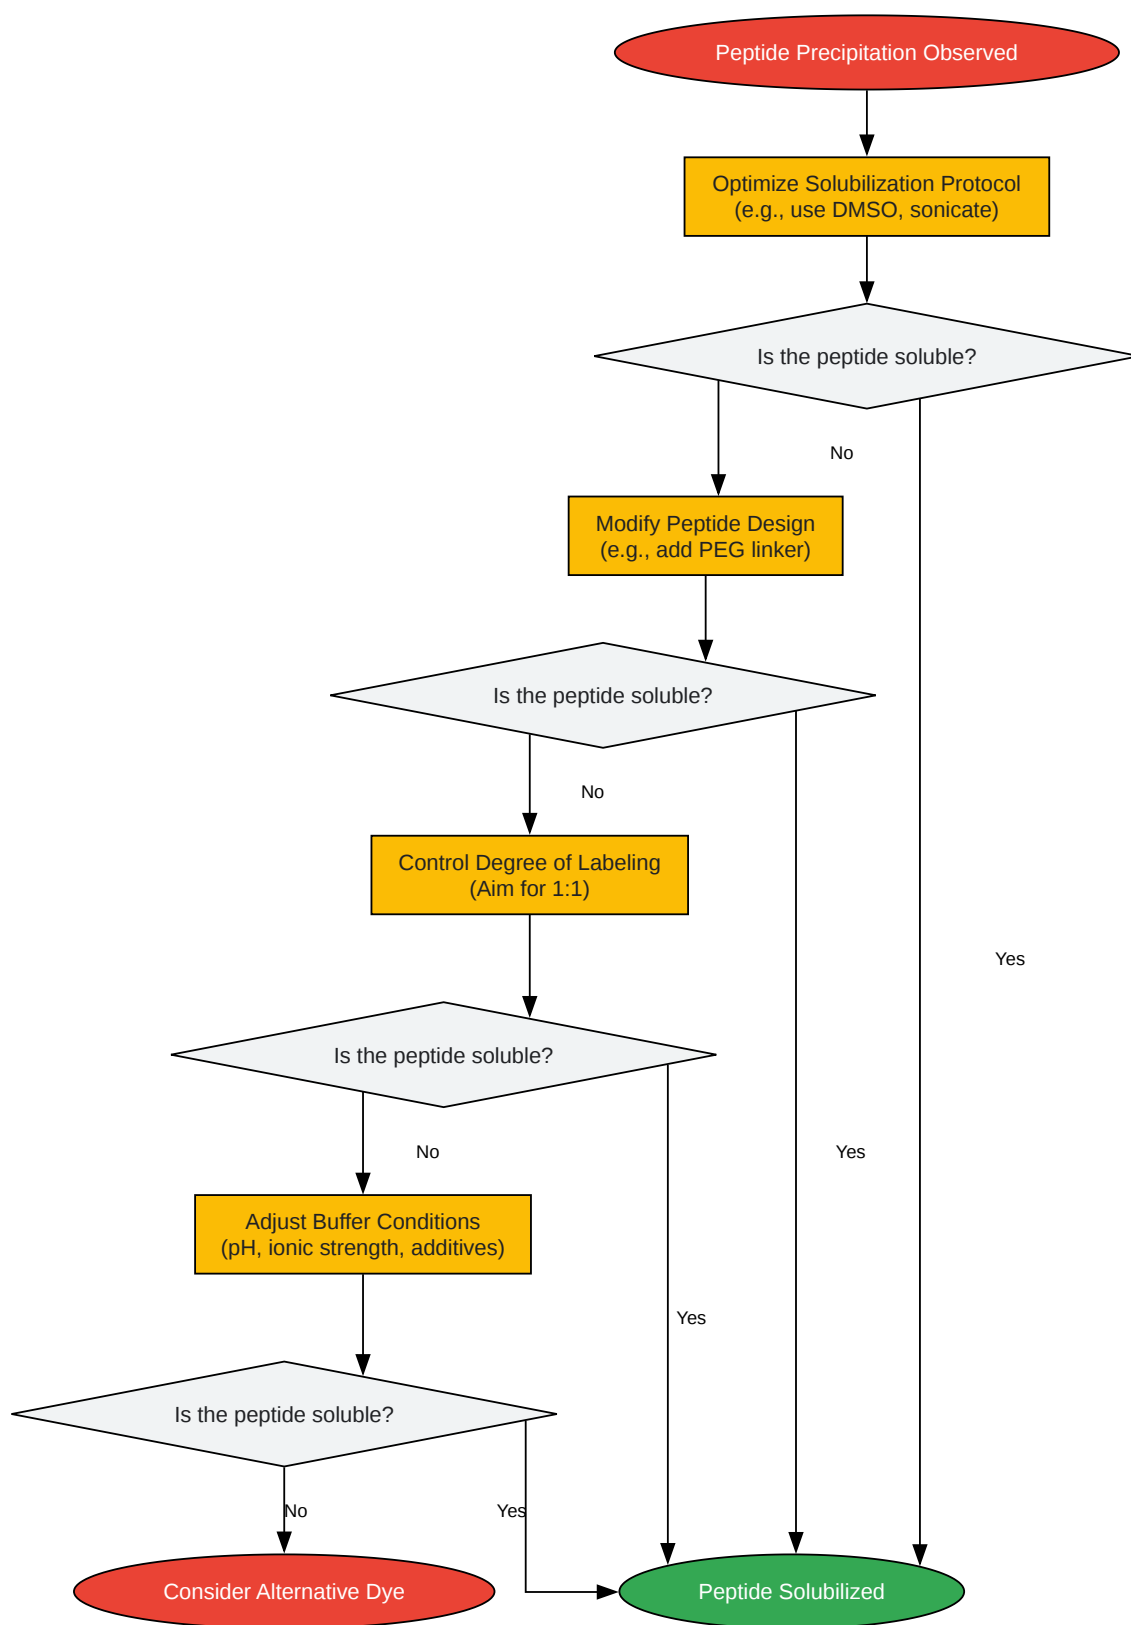 Peptide Precipitation Observed
Optimize Solubilization Protocol
(e.g., use DMSO, sonicate)
Is the peptide soluble?
No
Modify Peptide Design
(e.g., add PEG linker)
Is the peptide soluble?
No
Control Degree of Labeling
(Aim for 1:1)
Yes
Is the peptide soluble?
No
Yes
Adjust Buffer Conditions
(pH, ionic strength, additives)
Yes
Is the peptide soluble?
No
Yes
Consider Alternative Dye
Peptide Solubilized